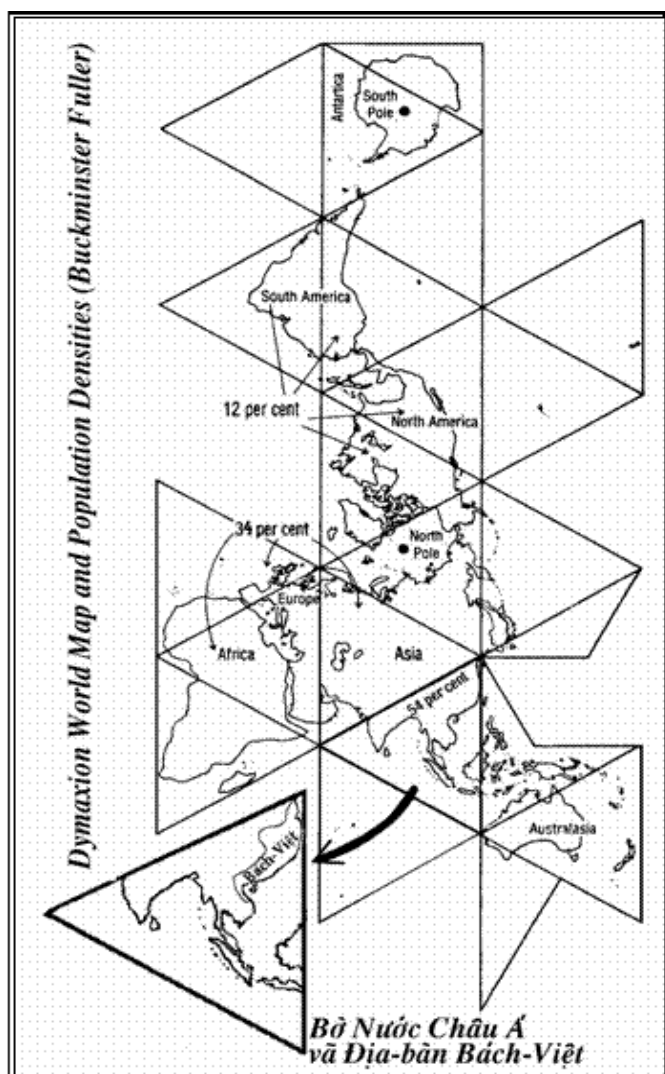 Dymaxion World Map and Population Densities (Buckminster Fuller)
Antartica
South
Pole
South America
12 per cent
North America
34 per cent
North
Pole
Europe
Africa
Asia
54 per cent
Australasia
Bách-Việt
Bờ Nước Châu Á
vã Địa-bàn Bách-Việt